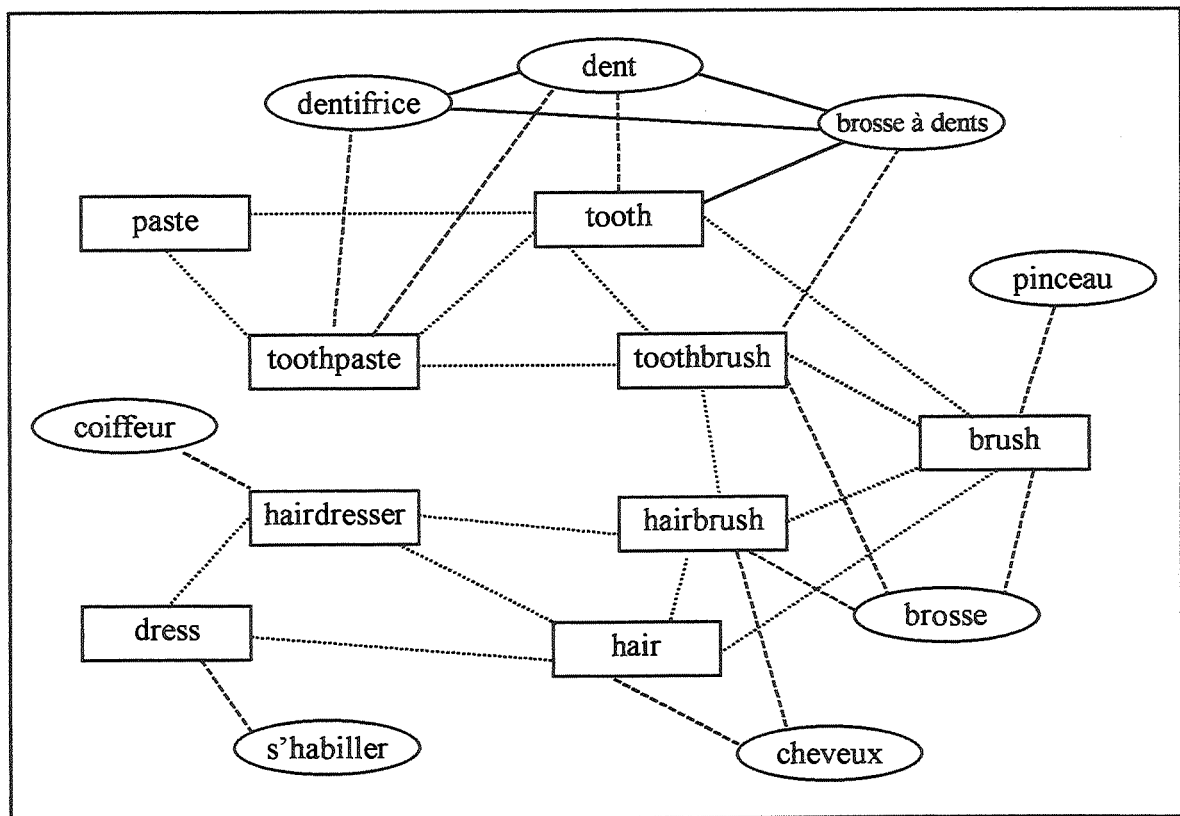 dent
dentifrice
brosse à dents
paste
tooth
pinceau
toothpaste
toothbrush
coiffeur
brush
hairdresser
hairbrush
brosse
dress
hair
s'habiller
cheveux